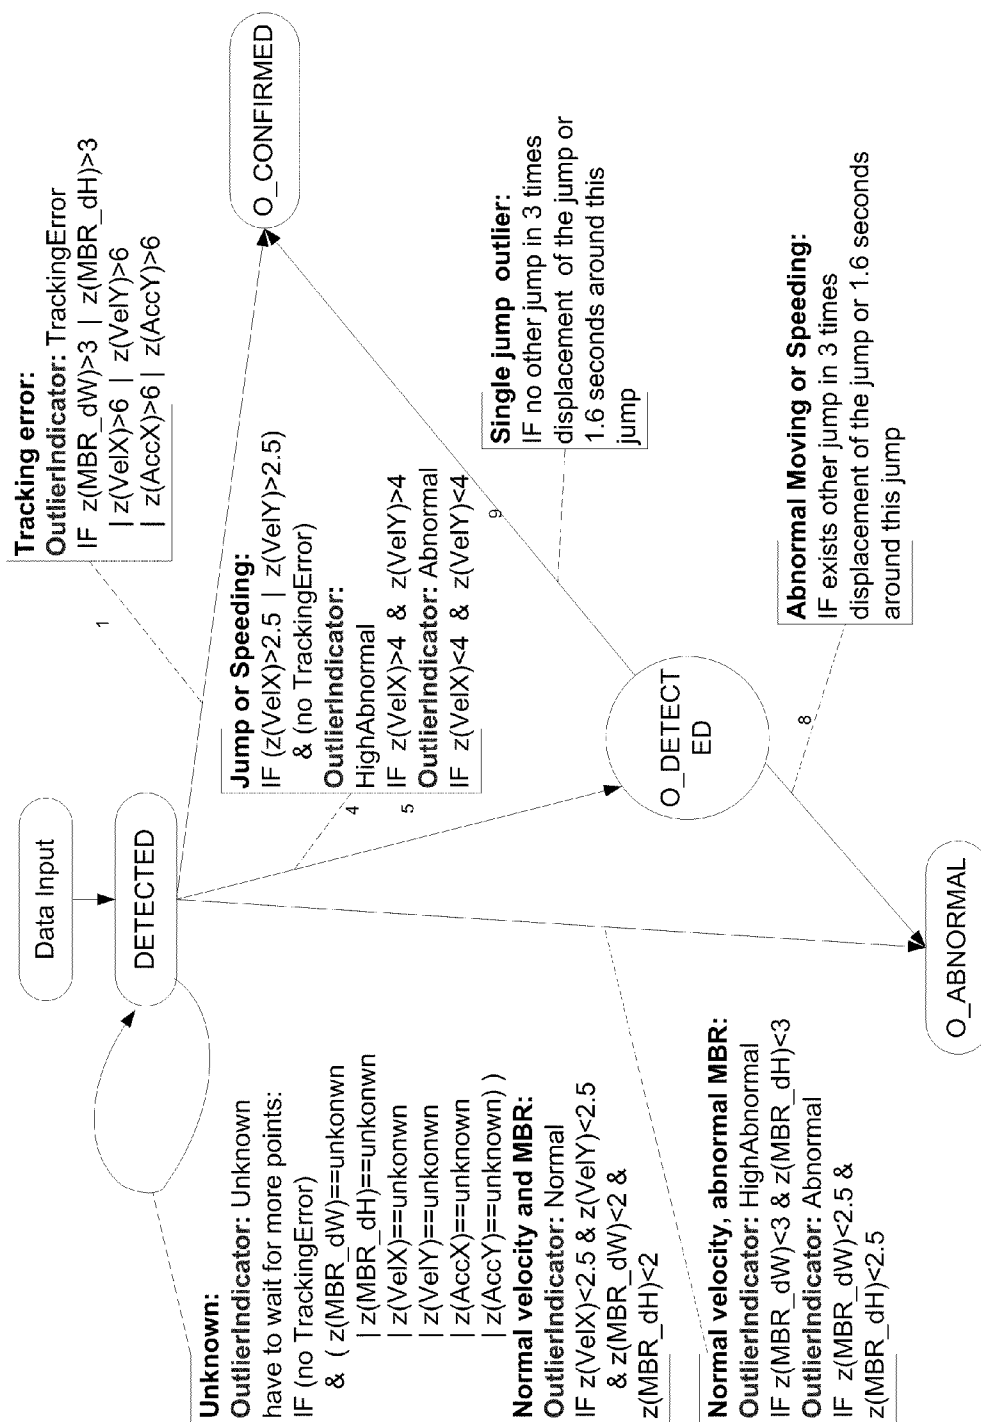 Tracking error:
OutlierIndicator: TrackingError
IF  z(MBR_dW)>3 | z(MBR_dH)>3
| z(VelX)>6 | z(VelY)>6
| z(AccX)>6 | z(AccY)>6
O_CONFIRMED
1
Data Input
DETECTED
Jump or Speeding:
IF (z(VelX)>2.5 | z(VelY)>2.5)
& (no TrackingError)
OutlierIndicator:
HighAbnormal
IF z(VelX)>4 & z(VelY)>4
OutlierIndicator: Abnormal
IF z(VelX)<4 & z(VelY)<4
4
5
9
Single jump outlier:
IF no other jump in 3 times
displacement of the jump or
1.6 seconds around this
jump
O_DETECT
ED
Abnormal Moving or Speeding:
IF exists other jump in 3 times
displacement of the jump or 1.6 seconds
around this jump
8
O_ABNORMAL
Unknown:
OutlierIndicator: Unknown
have to wait for more points:
IF (no TrackingError)
& ( z(MBR_dW)==unkonwn
| z(MBR_dH)==unkonwn
| z(VelX)==unkonwn
| z(VelY)==unkonwn
| z(AccX)==unknown
| z(AccY)==unknown) )
Normal velocity and MBR:
OutlierIndicator: Normal
IF z(VelX)<2.5 & z(VelY)<2.5
& z(MBR_dW)<2 &
z(MBR_dH)<2
Normal velocity, abnormal MBR:
OutlierIndicator: HighAbnormal
IF z(MBR_dW)<3 & z(MBR_dH)<3
OutlierIndicator: Abnormal
IF z(MBR_dW)<2.5 &
z(MBR_dH)<2.5